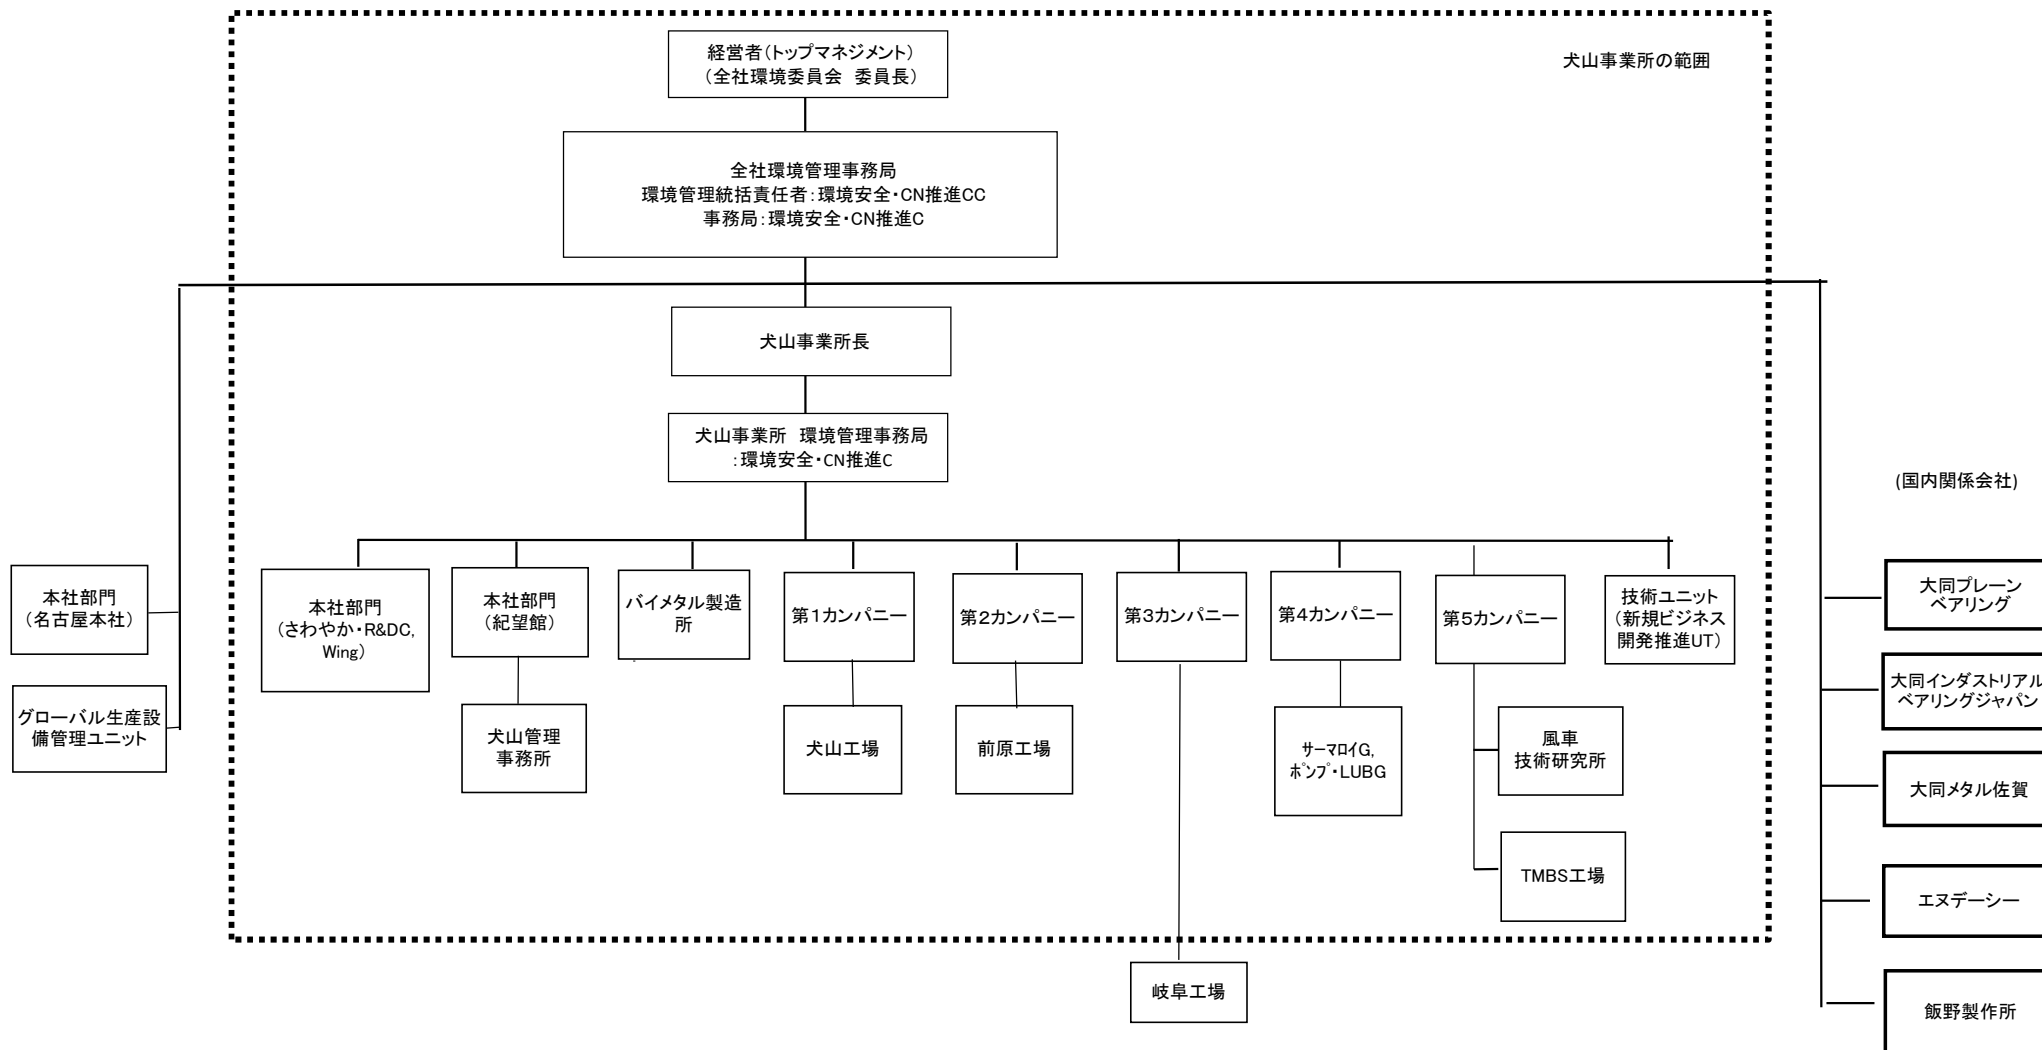 経営者(トップマネジメント)
(全社環境委員会 委員長)
犬山事業所の範囲
全社環境管理事務局
環境管理統括責任者:環境安全・CN推進CC
事務局:環境安全・CN推進C
犬山事業所長
犬山事業所 環境管理事務局
:環境安全・CN推進C
(国内関係会社)
本社部門
(名古屋本社)
グローバル生産設
備管理ユニット
本社部門
(さわやか・R&DC,
Wing)
本社部門
(紀望館)
バイメタル製造
所
第1カンパニー
第2カンパニー
第3カンパニー
第4カンパニー
第5カンパニー
技術ユニット
(新規ビジネス
開発推進UT)
犬山管理
事務所
犬山工場
前原工場
サーマロイG,
ポンプ・LUBG
風車
技術研究所
TMBS工場
岐阜工場
大同プレーン
ベアリング
大同インダストリアル
ベアリングジャパン
大同メタル佐賀
エヌデーシー
飯野製作所